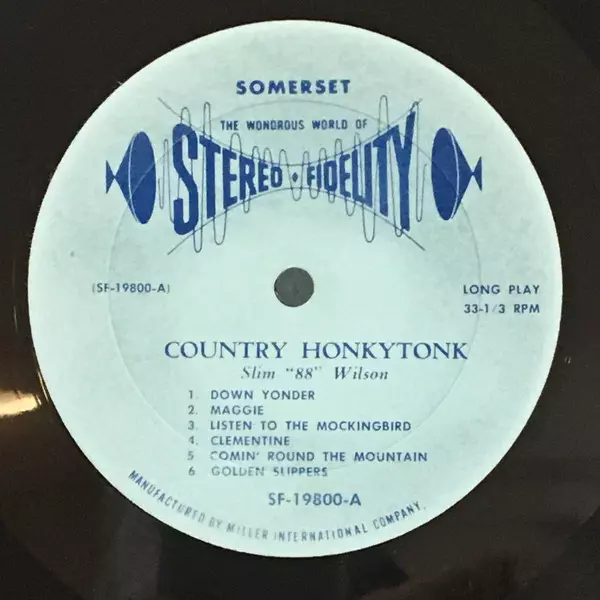 SOMERSET
THE WONDROUS WORLD OF
STEREO • FIDELITY
(SF-19800-A)
LONG PLAY
33-1/3 RPM
COUNTRY HONKYTONK
Slim "88" Wilson
1. DOWN YONDER
2. MAGGIE
3. LISTEN TO THE MOCKINGBIRD
4. CLEMENTINE
5 COMIN' ROUND THE MOUNTAIN
6 GOLDEN SLIPPERS
SF-19800-A
MANUFACTURED BY MILLER INTERNATIONAL COMPANY.